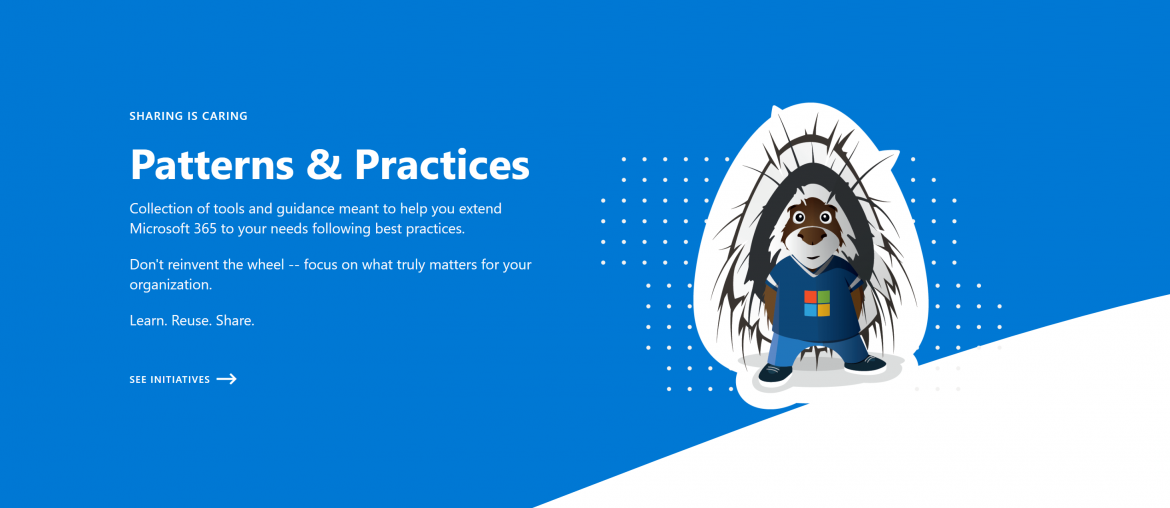 SHARING IS CARING
Patterns & Practices
Collection of tools and guidance meant to help you extend
Microsoft 365 to your needs following best practices.
Don't reinvent the wheel -- focus on what truly matters for your
organization.
Learn. Reuse. Share.
SEE INITIATIVES